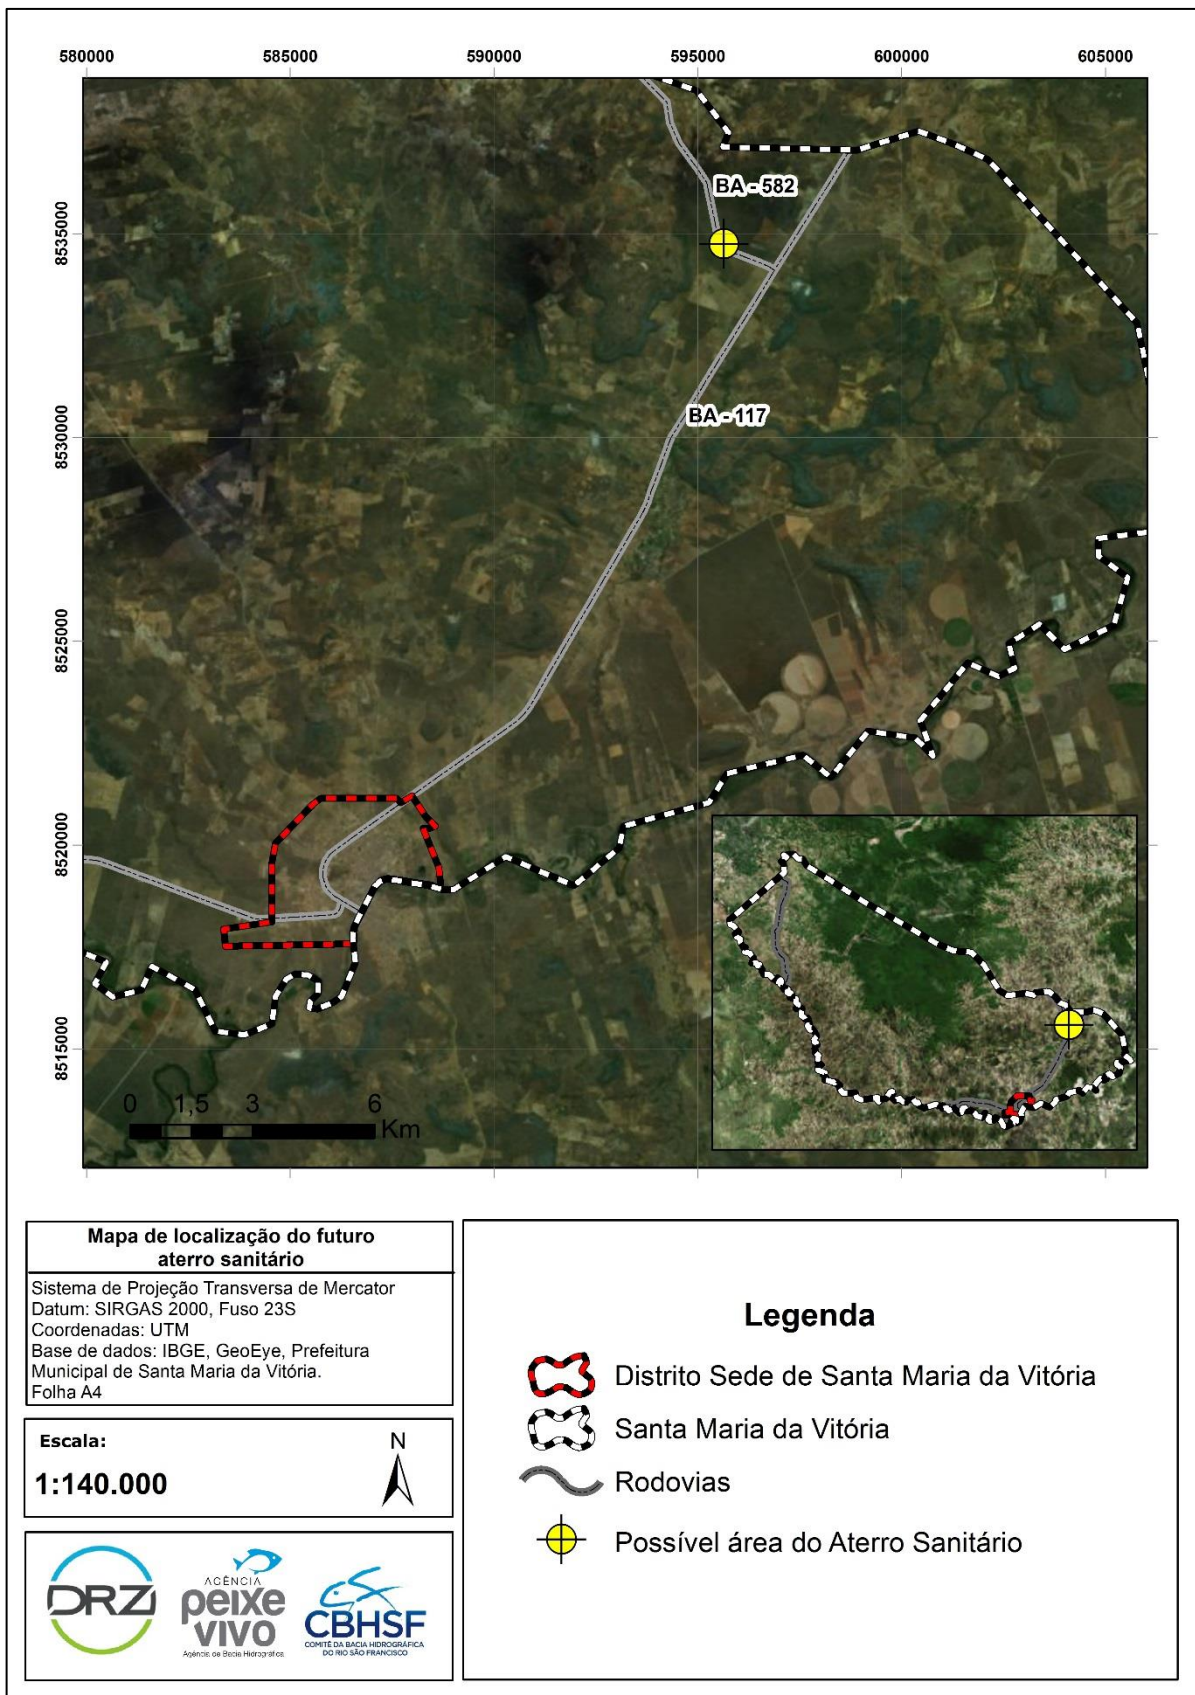 580000 585000 590000 595000 600000 605000
BA - 582
8535000
BA - 117
8530000
8525000
8520000
8515000
0 1,5 3 6
Km
Mapa de localização do futuro
aterro sanitário
Sistema de Projeção Transversa de Mercator
Datum: SIRGAS 2000, Fuso 23S
Coordenadas: UTM
Base de dados: IBGE, GeoEye, Prefeitura
Municipal de Santa Maria da Vitória.
Folha A4
Escala:
1:140.000
N
DRZ
AGÊNCIA
peixe
vivo
Agência de Bacia Hidrográfica
CBHSF
COMITÊ DA BACIA HIDROGRÁFICA
DO RIO SÃO FRANCISCO
Legenda
Distrito Sede de Santa Maria da Vitória
Santa Maria da Vitória
Rodovias
Possível área do Aterro Sanitário